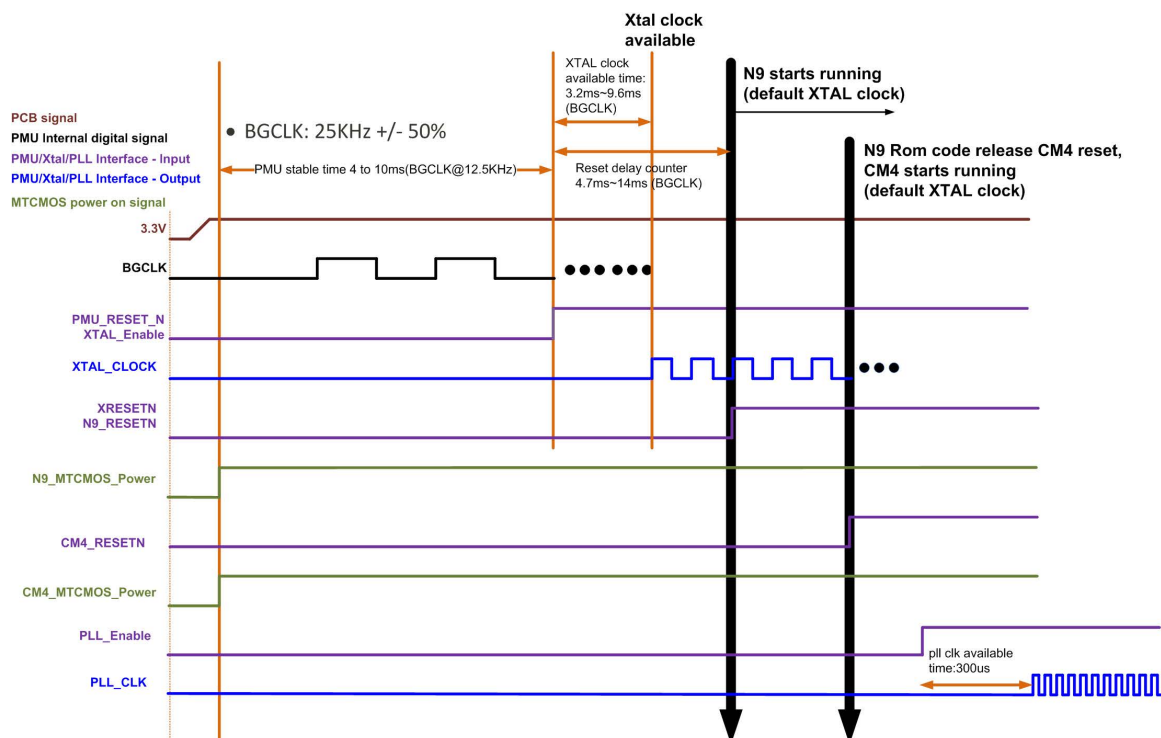 Xtal clock
available
XTAL clock
available time:
3.2ms~9.6ms
(BGCLK)
N9 starts running
(default XTAL clock)
PCB signal
PMU Internal digital signal
PMU/Xtal/PLL Interface - Input
PMU/Xtal/PLL Interface - Output
MTCMOS power on signal
● BGCLK: 25KHz +/- 50%
PMU stable time 4 to 10ms(BGCLK@12.5KHz)
Reset delay counter
4.7ms~14ms (BGCLK)
N9 Rom code release CM4 reset,
CM4 starts running
(default XTAL clock)
3.3V
BGCLK
PMU_RESET_N
XTAL_Enable
XTAL_CLOCK
XRESETN
N9_RESETN
N9_MTCMOS_Power
CM4_RESETN
CM4_MTCMOS_Power
PLL_Enable
pll clk available
time:300us
PLL_CLK